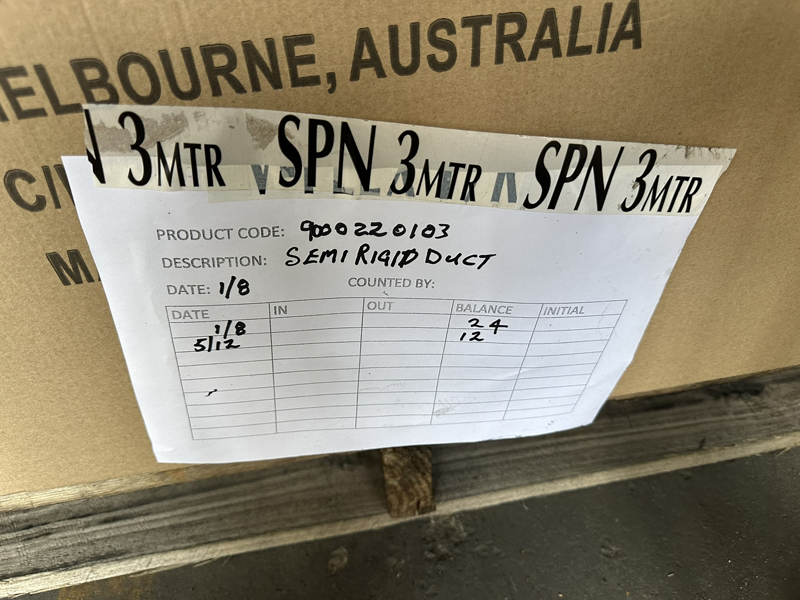 MELBOURNE, AUSTRALIA
3MTR SPN 3MTR SPN 3MTR
PRODUCT CODE: 9000220103
DESCRIPTION: SEMI RIGID DUCT
DATE: 1/8 COUNTED BY:
DATE IN OUT BALANCE INITIAL
1/8 24
5/12 12